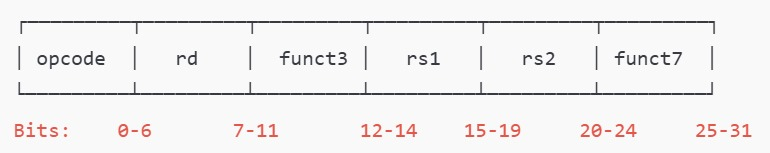 opcode rd funct3 rs1 rs2 funct7
Bits: 0-6 7-11 12-14 15-19 20-24 25-31